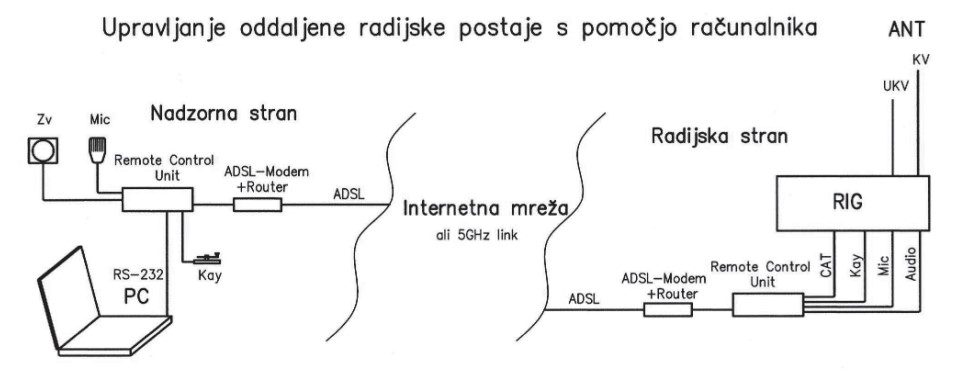 Upravljanje oddaljene radijske postaje s pomočjo računalnika
ANT
KV
UKV
Nadzorna stran
Radijska stran
Zv
Mic
Remote Control
Unit
ADSL-Modem
+Router
ADSL
Internetna mreža
ali 5GHz link
RIG
RS-232
PC
Kay
CAT
Kay
Mic
Audio
ADSL
ADSL-Modem
+Router
Remote Control
Unit